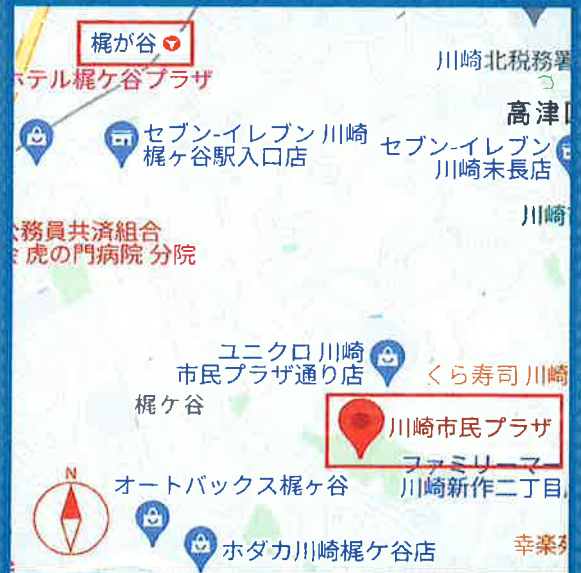 梶が谷
川崎北税務署
ホテル梶ケ谷プラザ
高津
セブン-イレブン 川崎
梶ヶ谷駅入口店
セブン-イレブン
川崎末長店
川崎
務員共済組合
虎の門病院 分院
ユニクロ 川崎
市民プラザ通り店
くら寿司 川崎
梶ケ谷
川崎市民プラザ
ファミリーマー
川崎新作二丁目
N
オートバックス梶ヶ谷
ホダカ川崎梶ケ谷店
幸楽